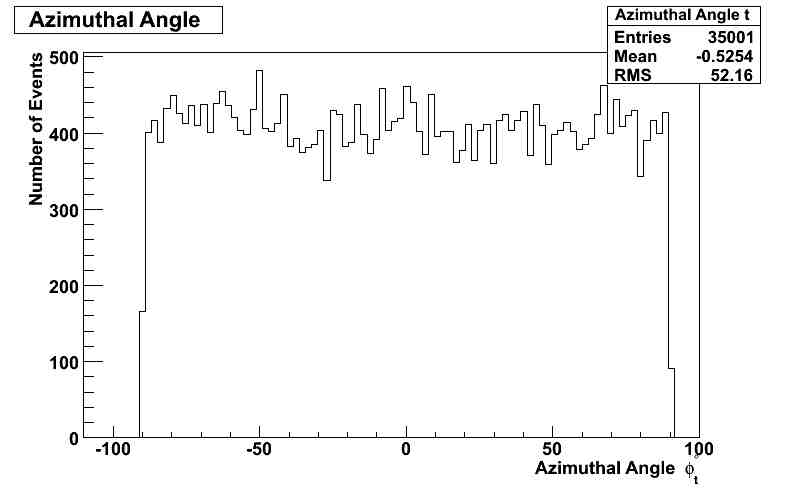 Azimuthal Angle
Azimuthal Angle t
Entries 35001
Mean -0.5254
RMS 52.16
Number of Events
500
400
300
200
100
0
-100 -50 0 50 100
Azimuthal Angle ϕ°t